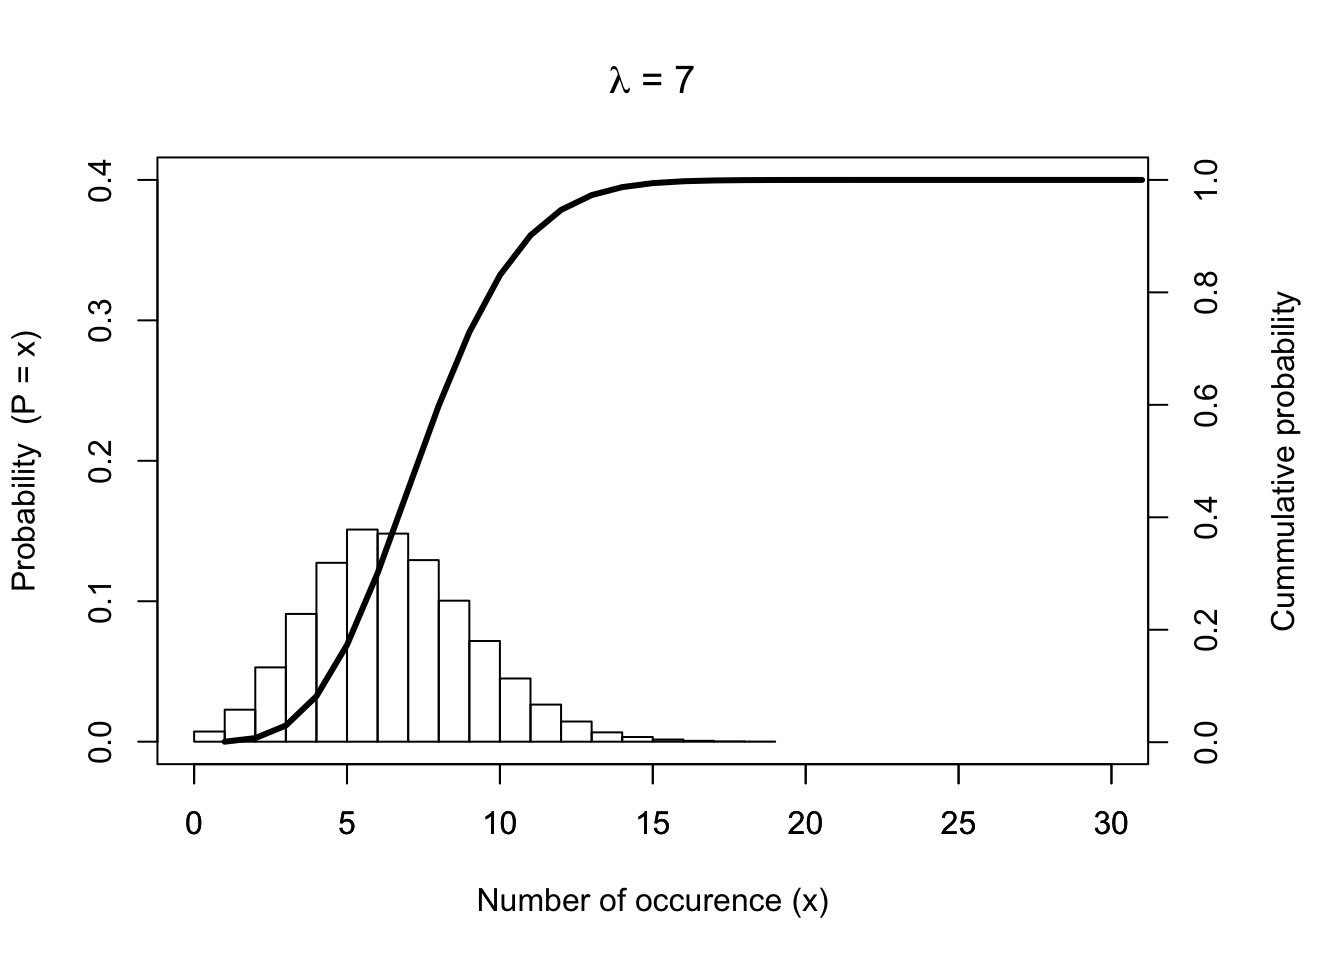 λ = 7
0.4
0.3
0.2
0.1
0.0
Probability (P = x)
1.0
0.8
0.6
0.4
0.2
0.0
Cummulative probability
0 5 10 15 20 25 30
Number of occurence (x)